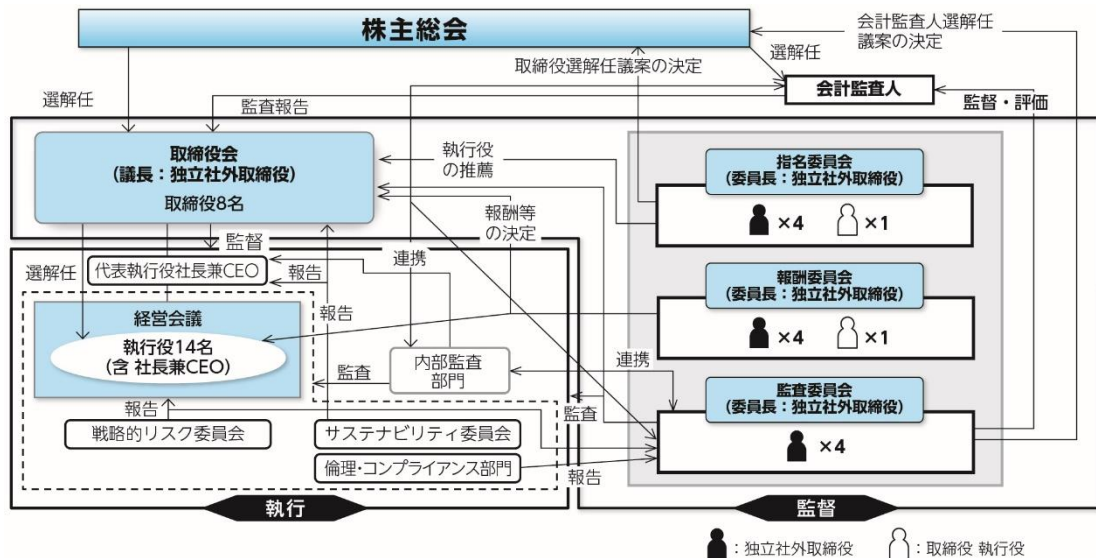 株主総会
会計監査人選解任
議案の決定
選解任
取締役選解任議案の決定
会計監査人
選解任
監査報告
監督・評価
取締役会
(議長：独立社外取締役)
取締役8名
執行役
の推薦
指名委員会
(委員長：独立社外取締役)
×4
×1
報酬等
の決定
監督
連携
選解任
代表執行役社長兼CEO
報告
報酬委員会
(委員長：独立社外取締役)
×4
×1
報告
経営会議
執行役14名
(含 社長兼CEO)
内部監査
部門
連携
監査
監査委員会
(委員長：独立社外取締役)
×4
報告
監査
戦略的リスク委員会
サステナビリティ委員会
倫理・コンプライアンス部門
報告
執行
監督
：独立社外取締役
：取締役 執行役